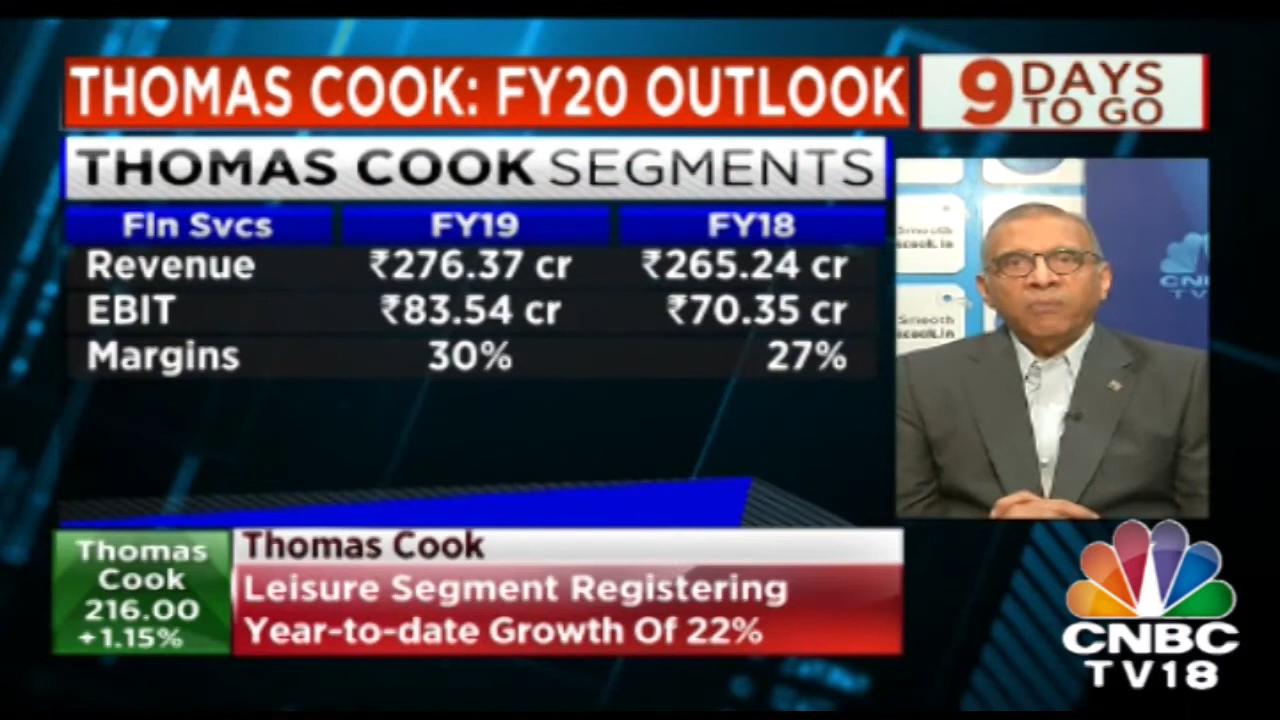 THOMAS COOK: FY20 OUTLOOK
9 DAYS
TO GO
THOMAS COOK SEGMENTS
Fin Svcs FY19 FY18
Revenue ₹276.37 cr ₹265.24 cr
EBIT ₹83.54 cr ₹70.35 cr
Margins 30% 27%
Smooth
Smooth
CNBC
TV18
Thomas
Cook
216.00
+1.15%
Thomas Cook
Leisure Segment Registering
Year-to-date Growth Of 22%